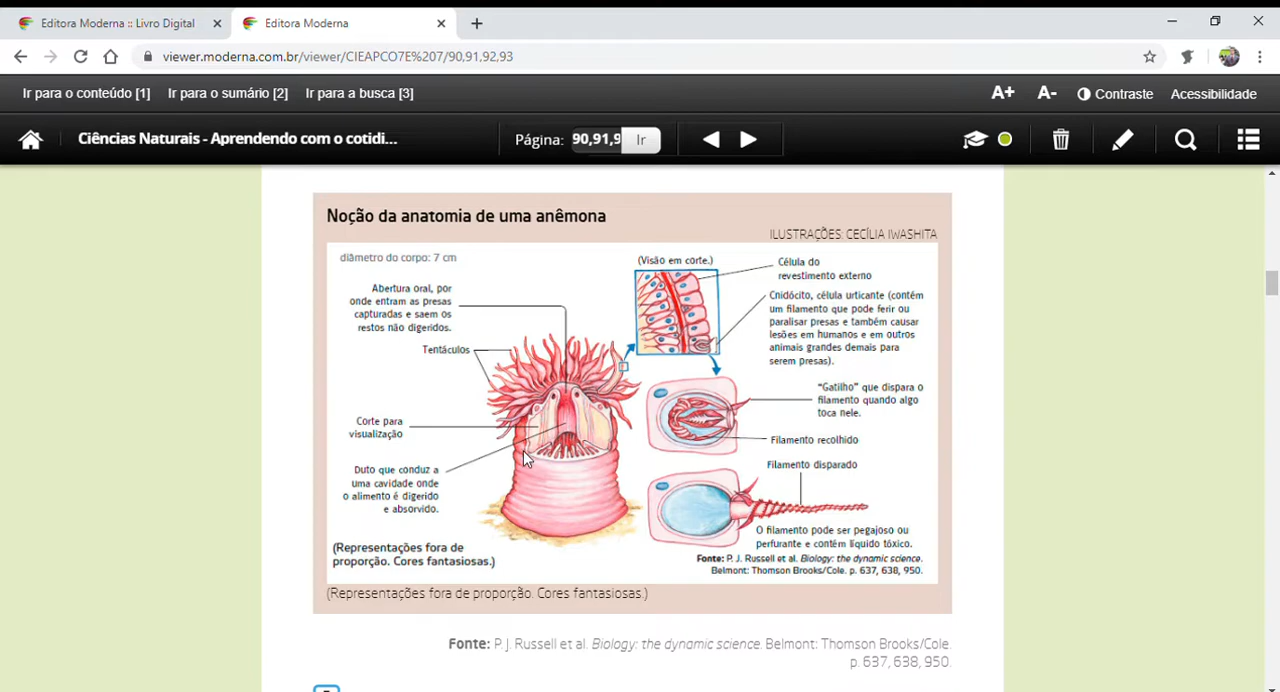 Editora Moderna :: Livro Digital
Editora Moderna
viewer.moderna.com.br/viewer/CIEAPCO7E%207/90,91,92,93
Ir para o conteúdo [1]
Ir para o sumário [2]
Ir para a busca [3]
A+
A-
Contraste
Acessibilidade
Ciências Naturais - Aprendendo com o cotidi...
Página:
90,91,9
Ir
Noção da anatomia de uma anêmona
ILUSTRAÇÕES: CECÍLIA IWASHITA
diâmetro do corpo: 7 cm
Abertura oral, por
onde entram as presas
capturadas e saem os
restos não digeridos.
Tentáculos
Corte para
visualização
Duto que conduz a
uma cavidade onde
o alimento é digerido
e absorvido.
(Representações fora de
proporção. Cores fantasiosas.)
(Visão em corte.)
Célula do
revestimento externo
Cnidócito, célula urticante (contém
um filamento que pode ferir ou
paralisar presas e também causar
lesões em humanos e em outros
animais grandes demais para
serem presas).
“Gatilho” que dispara o
filamento quando algo
toca nele.
Filamento recolhido
Filamento disparado
O filamento pode ser pegajoso ou
perfurante e contém líquido tóxico.
Fonte: P. J. Russell et al. Biology: the dynamic science.
Belmont: Thomson Brooks/Cole. p. 637, 638, 950.
(Representações fora de proporção. Cores fantasiosas.)
Fonte: P. J. Russell et al. Biology: the dynamic science. Belmont: Thomson Brooks/Cole.
p. 637, 638, 950.